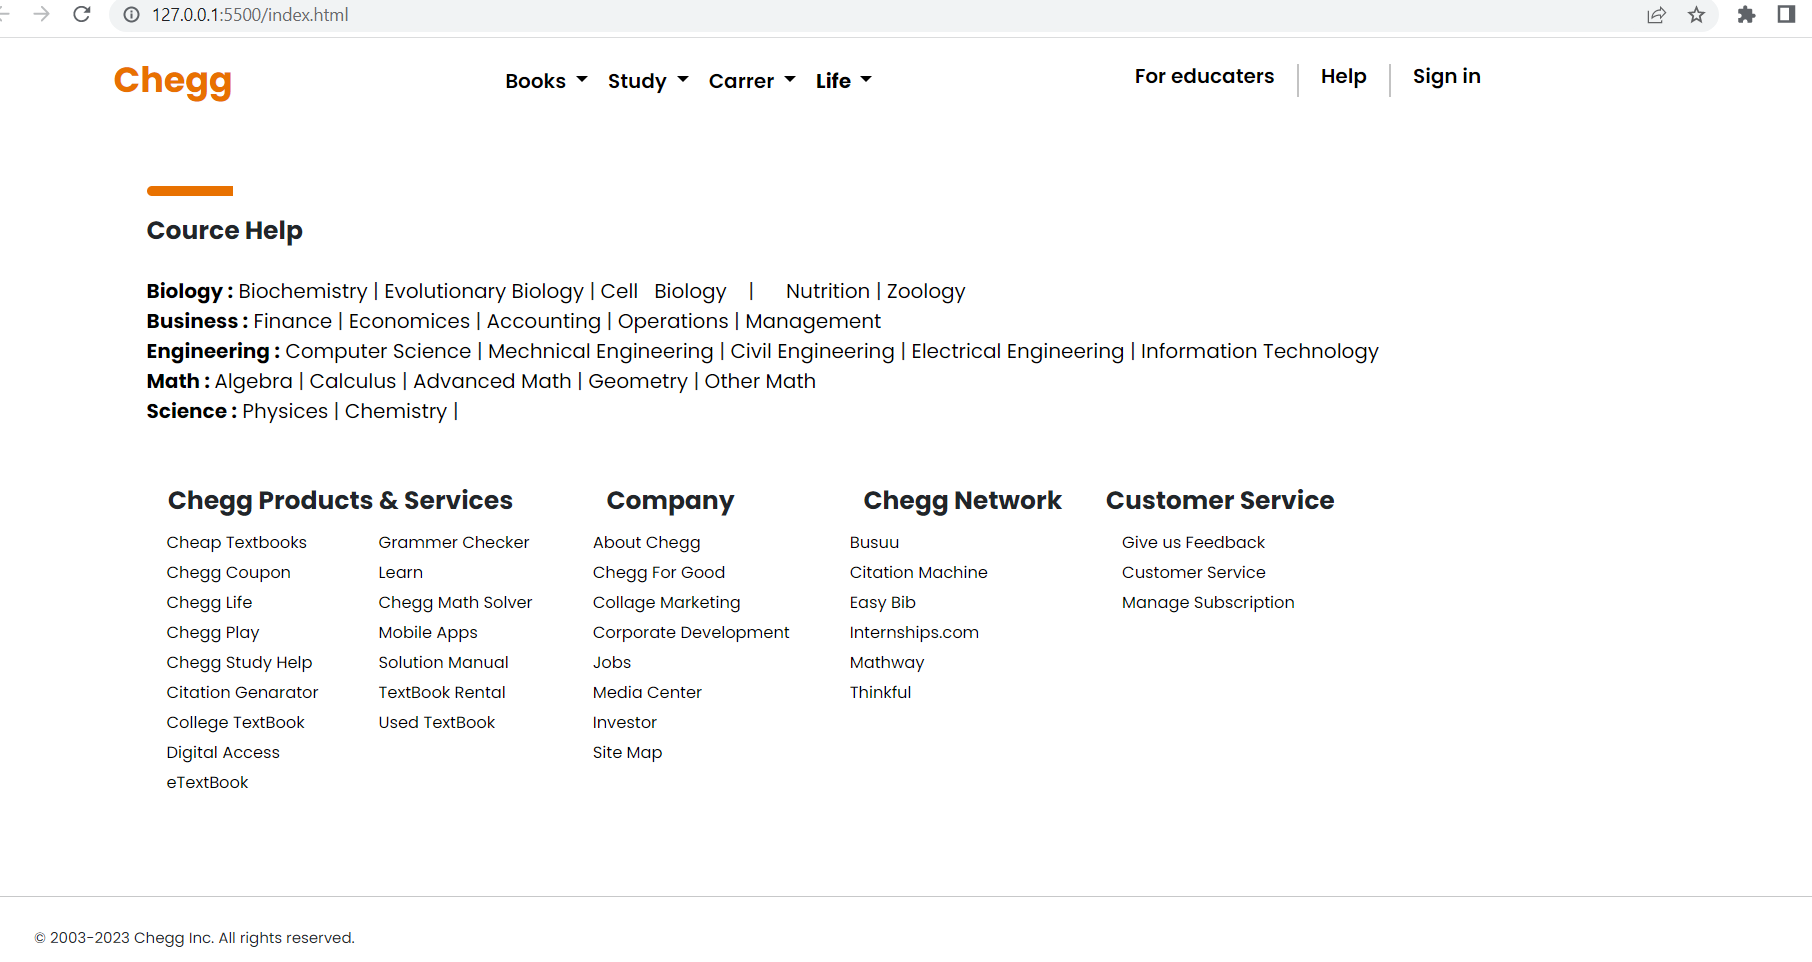 127.0.0.1:5500/index.html
Chegg
Books Study Carrer Life
For educaters Help Sign in
Cource Help
Biology : Biochemistry | Evolutionary Biology | Cell Biology | Nutrition | Zoology
Business : Finance | Economices | Accounting | Operations | Management
Engineering : Computer Science | Mechnical Engineering | Civil Engineering | Electrical Engineering | Information Technology
Math : Algebra | Calculus | Advanced Math | Geometry | Other Math
Science : Physices | Chemistry |
Chegg Products & Services
Cheap Textbooks
Chegg Coupon
Chegg Life
Chegg Play
Chegg Study Help
Citation Genarator
College TextBook
Digital Access
eTextBook
Grammer Checker
Learn
Chegg Math Solver
Mobile Apps
Solution Manual
TextBook Rental
Used TextBook
Company
About Chegg
Chegg For Good
Collage Marketing
Corporate Development
Jobs
Media Center
Investor
Site Map
Chegg Network
Busuu
Citation Machine
Easy Bib
Internships.com
Mathway
Thinkful
Customer Service
Give us Feedback
Customer Service
Manage Subscription
© 2003-2023 Chegg Inc. All rights reserved.